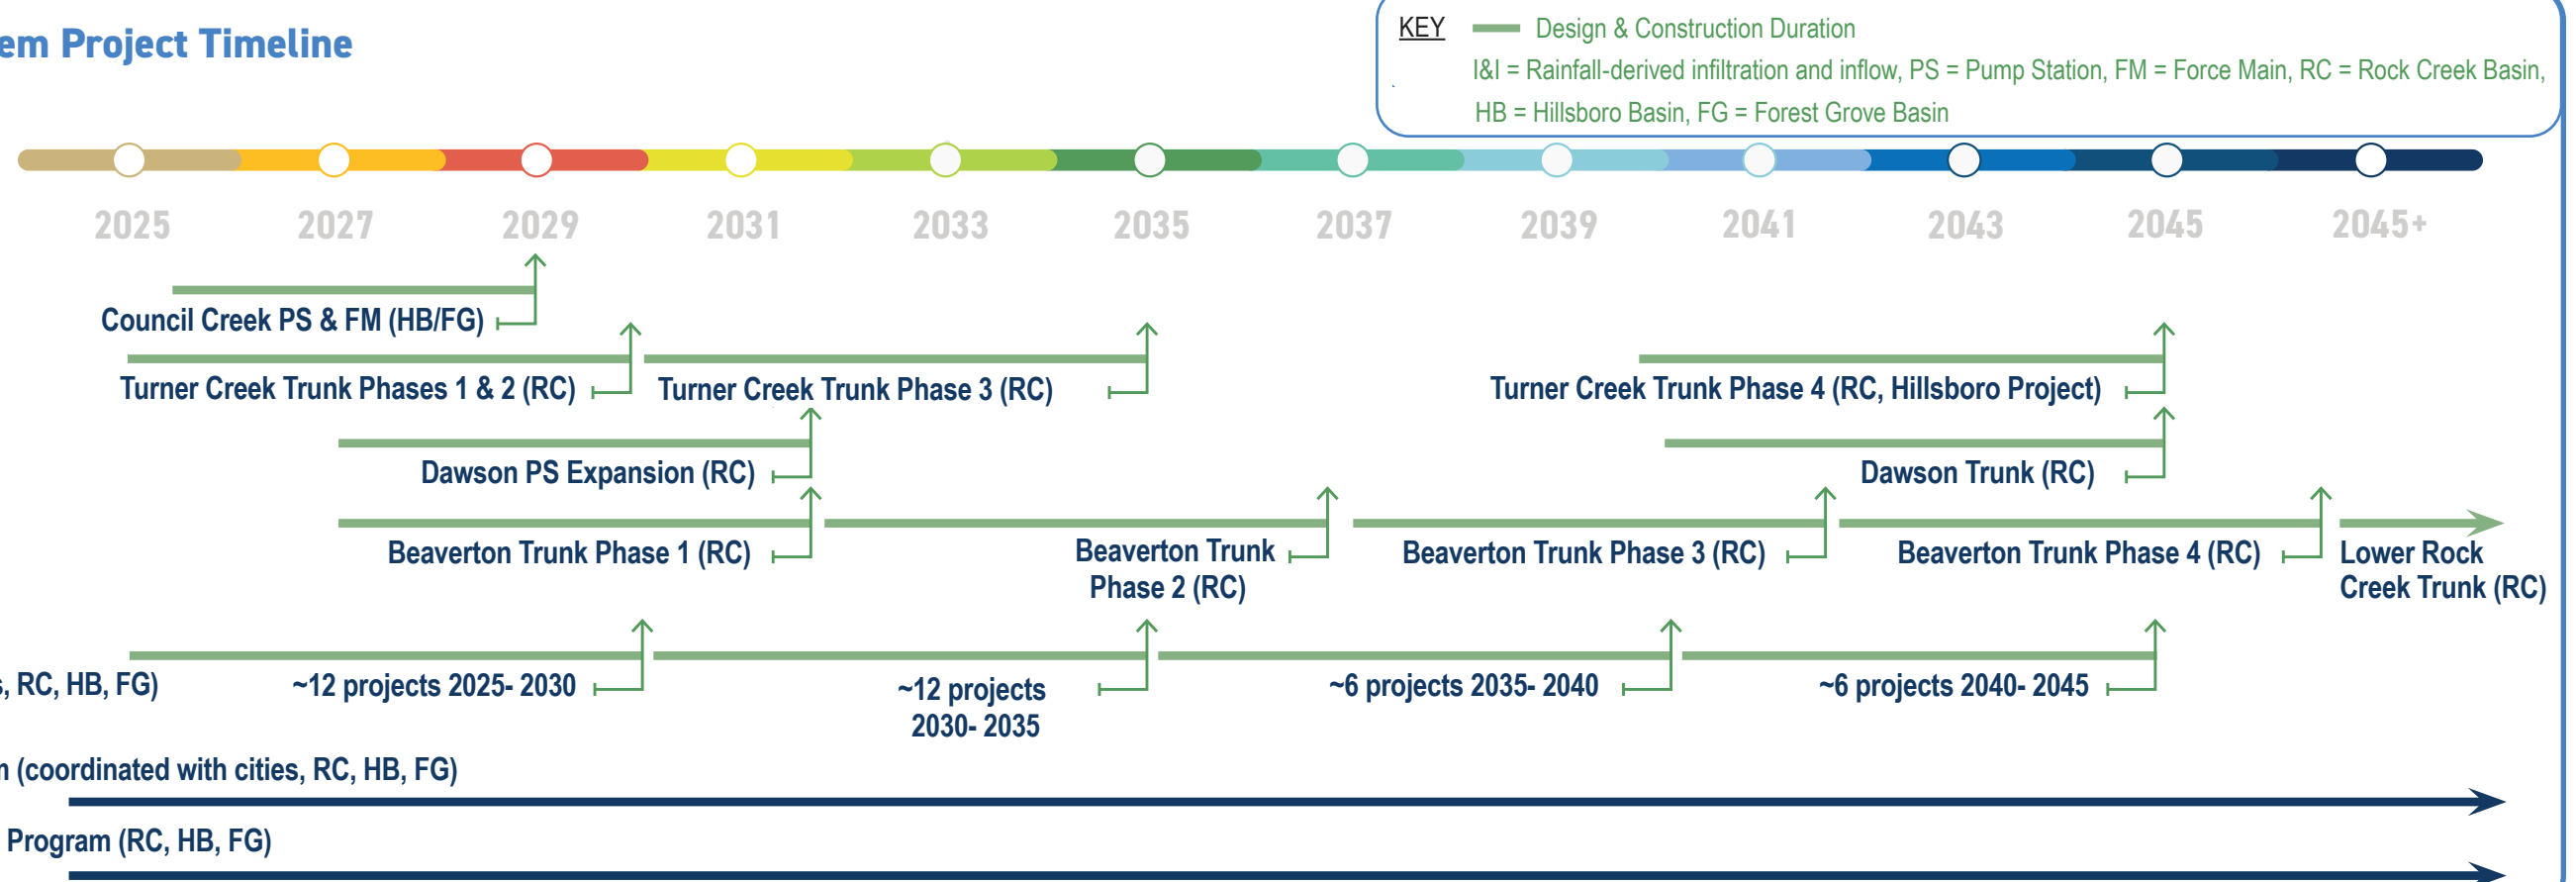 em Project Timeline
KEY
Design & Construction Duration
I&I = Rainfall-derived infiltration and inflow, PS = Pump Station, FM = Force Main, RC = Rock Creek Basin,
HB = Hillsboro Basin, FG = Forest Grove Basin
2025 2027 2029 2031 2033 2035 2037 2039 2041 2043 2045 2045+
Council Creek PS & FM (HB/FG)
Turner Creek Trunk Phases 1 & 2 (RC)
Turner Creek Trunk Phase 3 (RC)
Turner Creek Trunk Phase 4 (RC, Hillsboro Project)
Dawson PS Expansion (RC)
Dawson Trunk (RC)
Beaverton Trunk Phase 1 (RC)
Beaverton Trunk
Phase 2 (RC)
Beaverton Trunk Phase 3 (RC)
Beaverton Trunk Phase 4 (RC)
Lower Rock
Creek Trunk (RC)
s, RC, HB, FG)
~12 projects 2025- 2030
~12 projects
2030- 2035
~6 projects 2035- 2040
~6 projects 2040- 2045
(coordinated with cities, RC, HB, FG)
Program (RC, HB, FG)